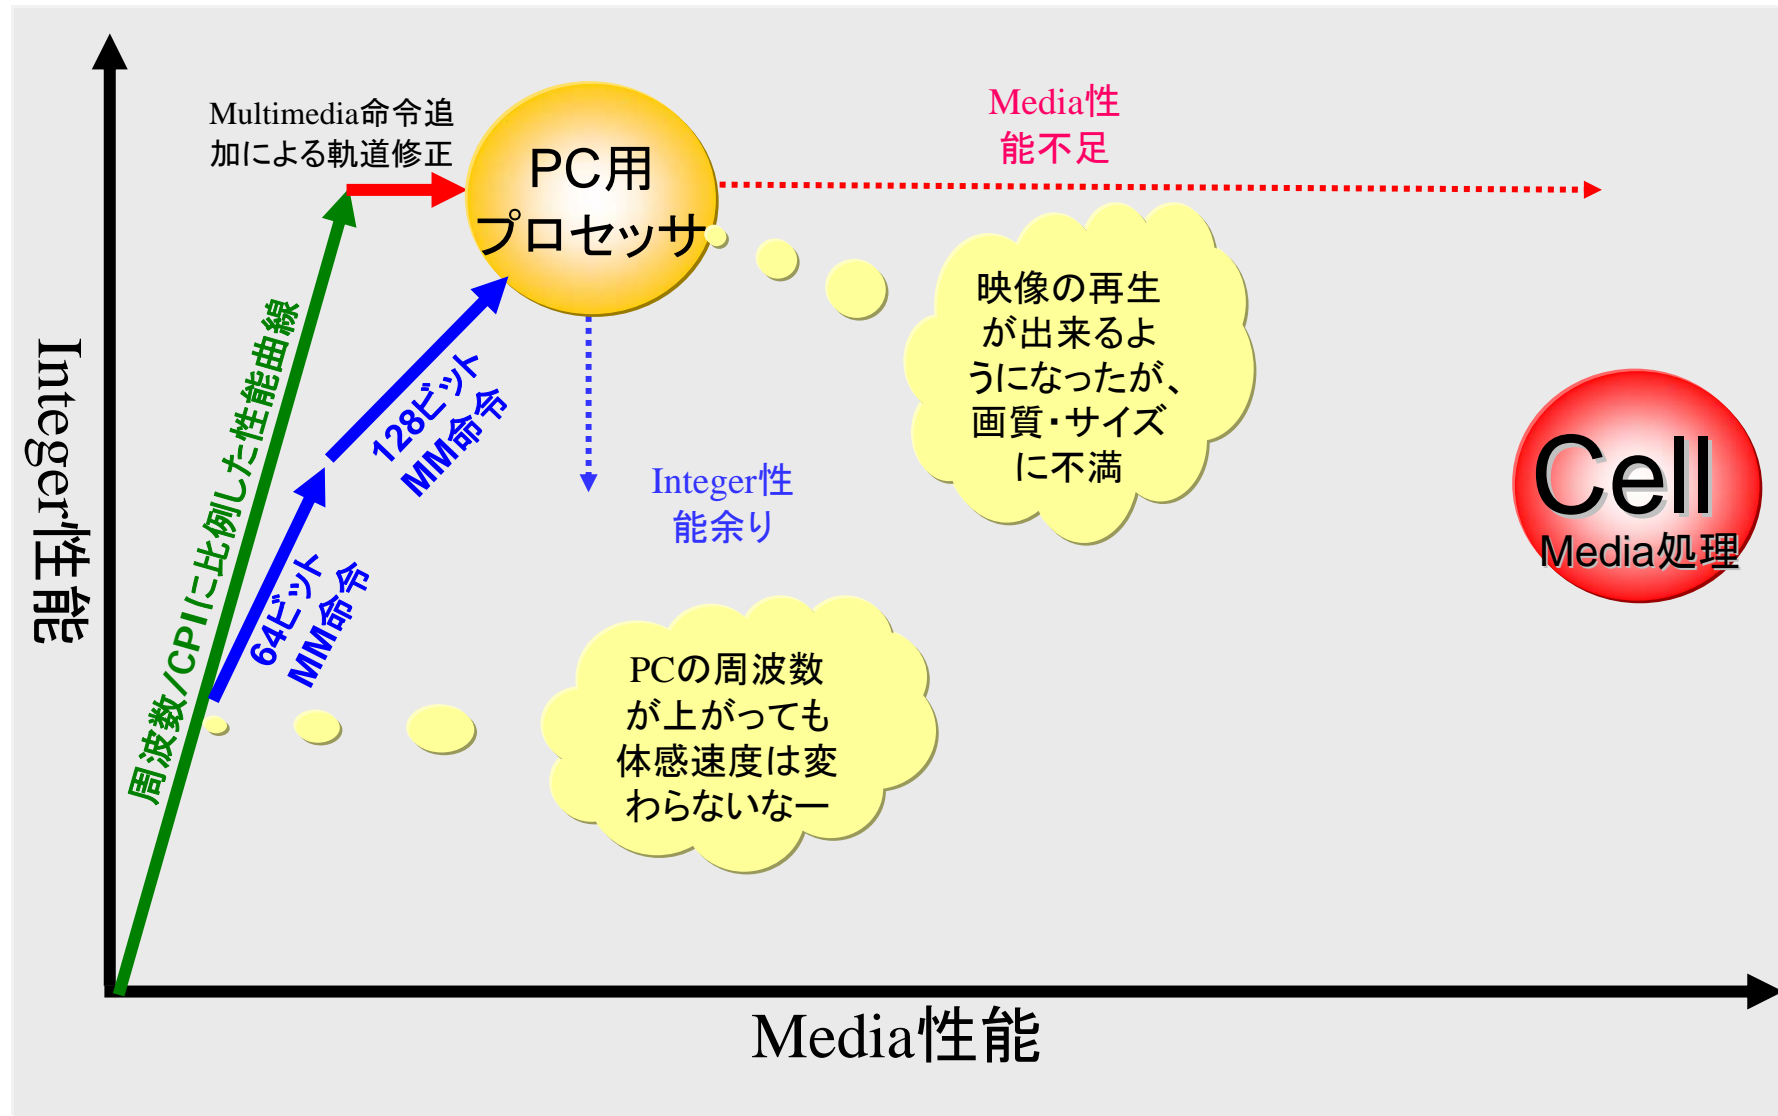 Multimedia命令追
加による軌道修正
PC用
プロセッサ
Media性
能不足
映像の再生
が出来るよ
うになったが、
画質・サイズ
に不満
Integer性能
周波数/CPIに比例した性能曲線
128ビット
MM命令
64ビット
MM命令
Integer性
能余り
Cell
Media処理
PCの周波数
が上がっても
体感速度は変
わらないなー
Media性能